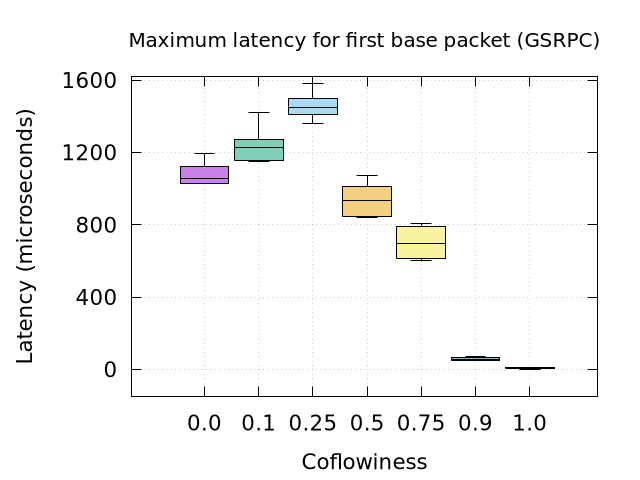 Maximum latency for first base packet (GSRPC)
1600
1200
800
400
0
Latency (microseconds)
0.0 0.1 0.25 0.5 0.75 0.9 1.0
Coflowiness